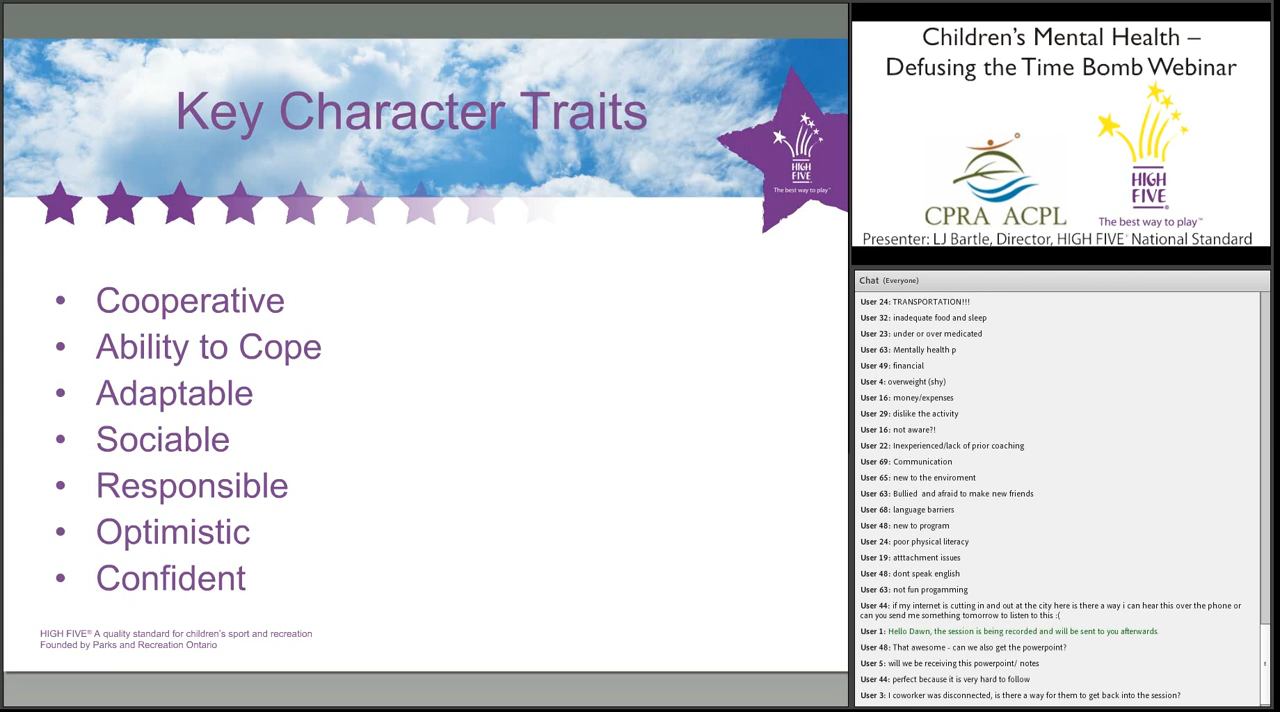 Key Character Traits
HIGH
FIVE
The best way to play™
• Cooperative
• Ability to Cope
• Adaptable
• Sociable
• Responsible
• Optimistic
• Confident
HIGH FIVE® A quality standard for children's sport and recreation
Founded by Parks and Recreation Ontario
Children's Mental Health –
Defusing the Time Bomb Webinar
CPRA ACPL
HIGH
FIVE®
The best way to play™
Presenter: LJ Bartle, Director, HIGH FIVE® National Standard
Chat (Everyone)
User 24: TRANSPORTATION!!!
User 32: inadequate food and sleep
User 23: under or over medicated
User 63: Mentally health p
User 49: financial
User 4: overweight (shy)
User 16: money/expenses
User 29: dislike the activity
User 16: not aware?!
User 22: Inexperienced/lack of prior coaching
User 69: Communication
User 65: new to the enviroment
User 63: Bullied and afraid to make new friends
User 68: language barriers
User 48: new to program
User 24: poor physical literacy
User 19: atttachment issues
User 48: dont speak english
User 63: not fun progamming
User 44: if my internet is cutting in and out at the city here is there a way i can hear this over the phone or
can you send me something tomorrow to listen to this :(
User 1: Hello Dawn, the session is being recorded and will be sent to you afterwards.
User 48: That awesome - can we also get the powerpoint?
User 5: will we be receiving this powerpoint/ notes
User 44: perfect because it is very hard to follow
User 3: I coworker was disconnected, is there a way for them to get back into the session?